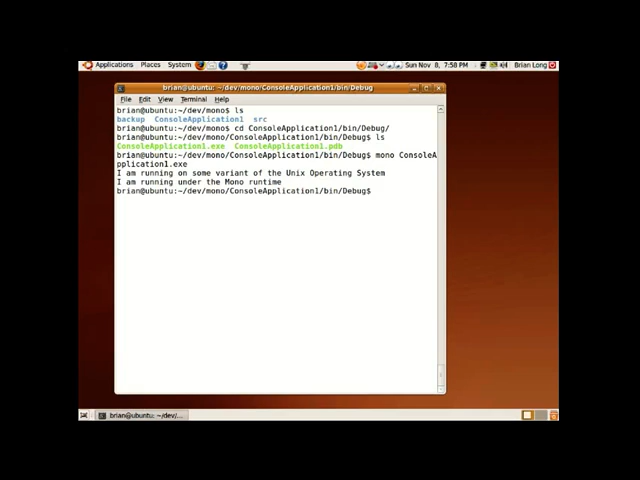 Applications Places System Sun Nov 8, 7:58 PM Brian Long
brian@ubuntu: ~/dev/mono/ConsoleApplication1/bin/Debug
File Edit View Terminal Help
brian@ubuntu:~/dev/mono$ ls
backup ConsoleApplication1 src
brian@ubuntu:~/dev/mono$ cd ConsoleApplication1/bin/Debug/
brian@ubuntu:~/dev/mono/ConsoleApplication1/bin/Debug$ ls
ConsoleApplication1.exe ConsoleApplication1.pdb
brian@ubuntu:~/dev/mono/ConsoleApplication1/bin/Debug$ mono ConsoleA
pplication1.exe
I am running on some variant of the Unix Operating System
I am running under the Mono runtime
brian@ubuntu:~/dev/mono/ConsoleApplication1/bin/Debug$
brian@ubuntu: ~/dev/...